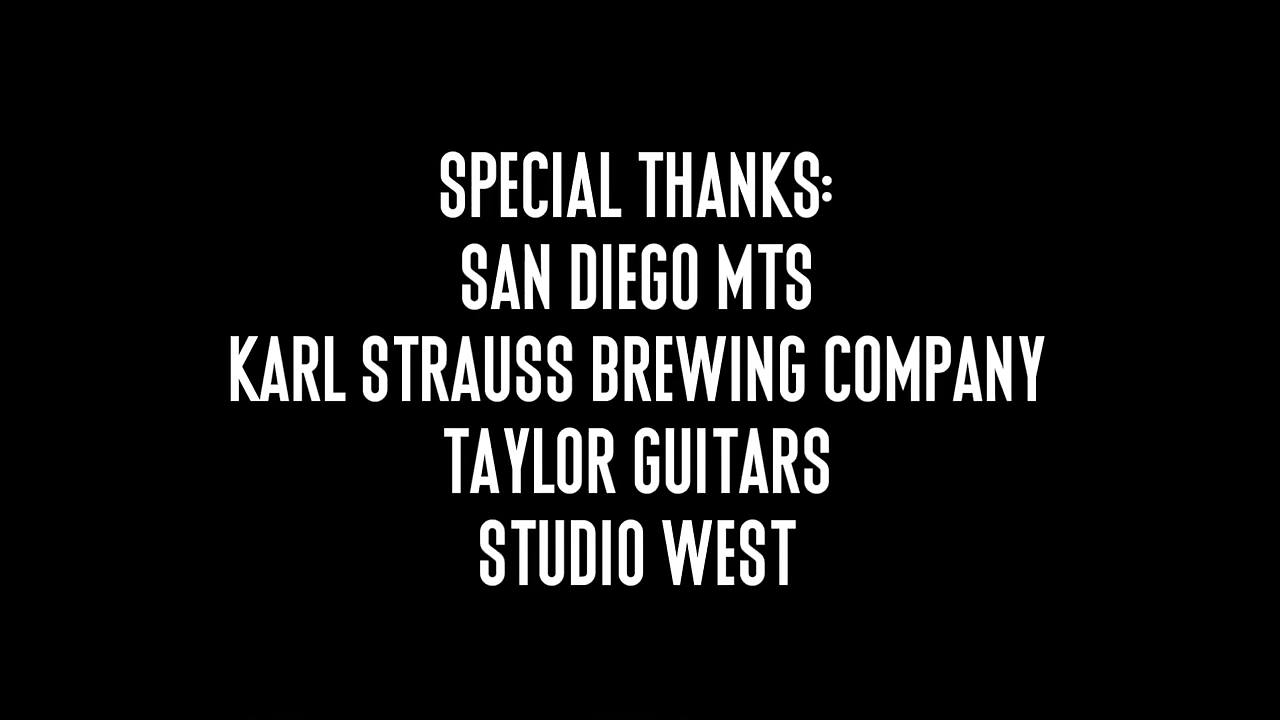 SPECIAL THANKS:
SAN DIEGO MTS
KARL STRAUSS BREWING COMPANY
TAYLOR GUITARS
STUDIO WEST